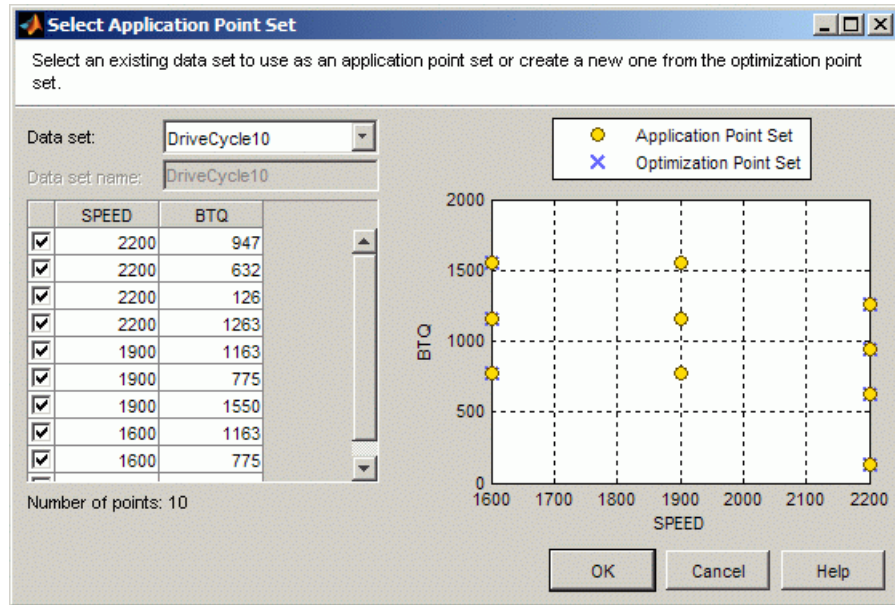 Select Application Point Set
Select an existing data set to use as an application point set or create a new one from the optimization point
set.
Data set: DriveCycle10
Data set name: DriveCycle10
SPEED BTQ
2200 947
2200 632
2200 126
2200 1263
1900 1163
1900 775
1900 1550
1600 1163
1600 775
Number of points: 10
Application Point Set
Optimization Point Set
2000
1500
1000
500
0
BTQ
1600 1700 1800 1900 2000 2100 2200
SPEED
OK Cancel Help